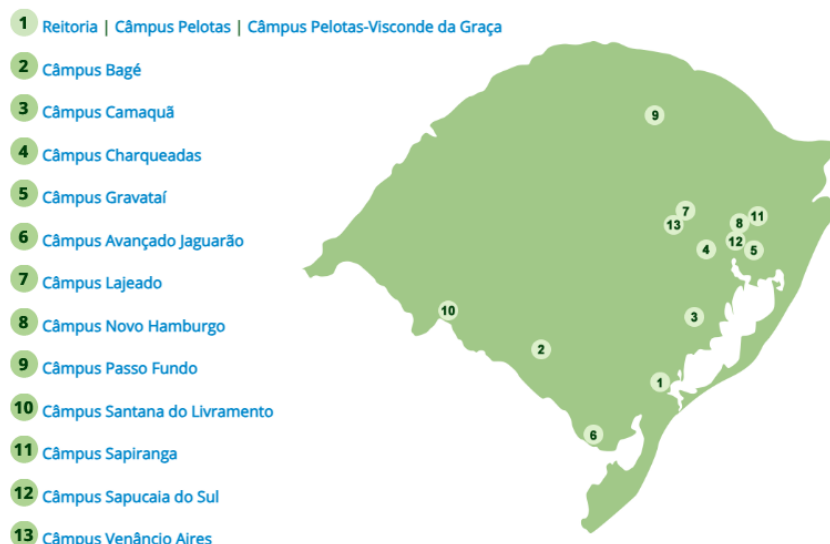 1 Reitoria | Câmpus Pelotas | Câmpus Pelotas-Visconde da Graça
2 Câmpus Bagé
3 Câmpus Camaquã
4 Câmpus Charqueadas
5 Câmpus Gravataí
6 Câmpus Avançado Jaguarão
7 Câmpus Lajeado
8 Câmpus Novo Hamburgo
9 Câmpus Passo Fundo
10 Câmpus Santana do Livramento
11 Câmpus Sapiranga
12 Câmpus Sapucaia do Sul
13 Câmpus Venâncio Aires
9
7
11
13
8
12
4
5
10
3
2
1
6